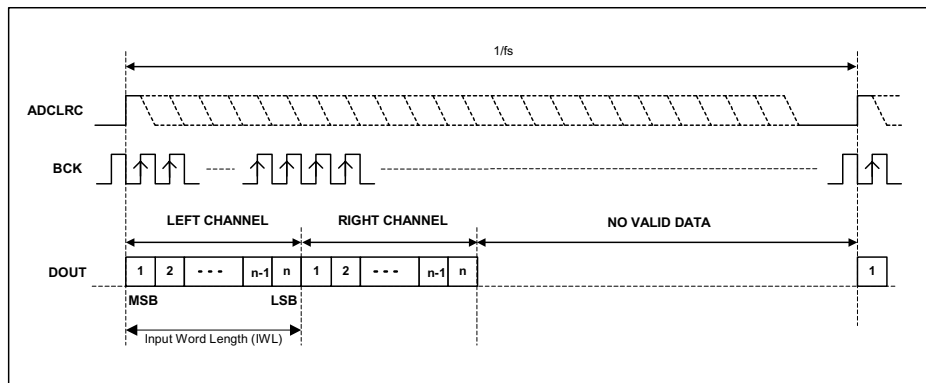 1/fs
ADCLRC
BCK
LEFT CHANNEL RIGHT CHANNEL NO VALID DATA
DOUT 1 2 - - - n-1 n 1 2 - - - n-1 n 1
MSB LSB
Input Word Length (IWL)